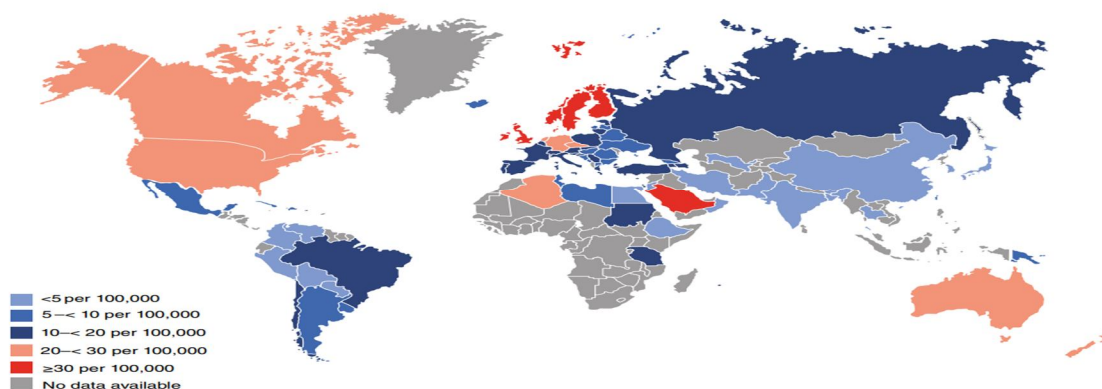 <5 per 100,000
5–< 10 per 100,000
10–< 20 per 100,000
20–< 30 per 100,000
≥30 per 100,000
No data available